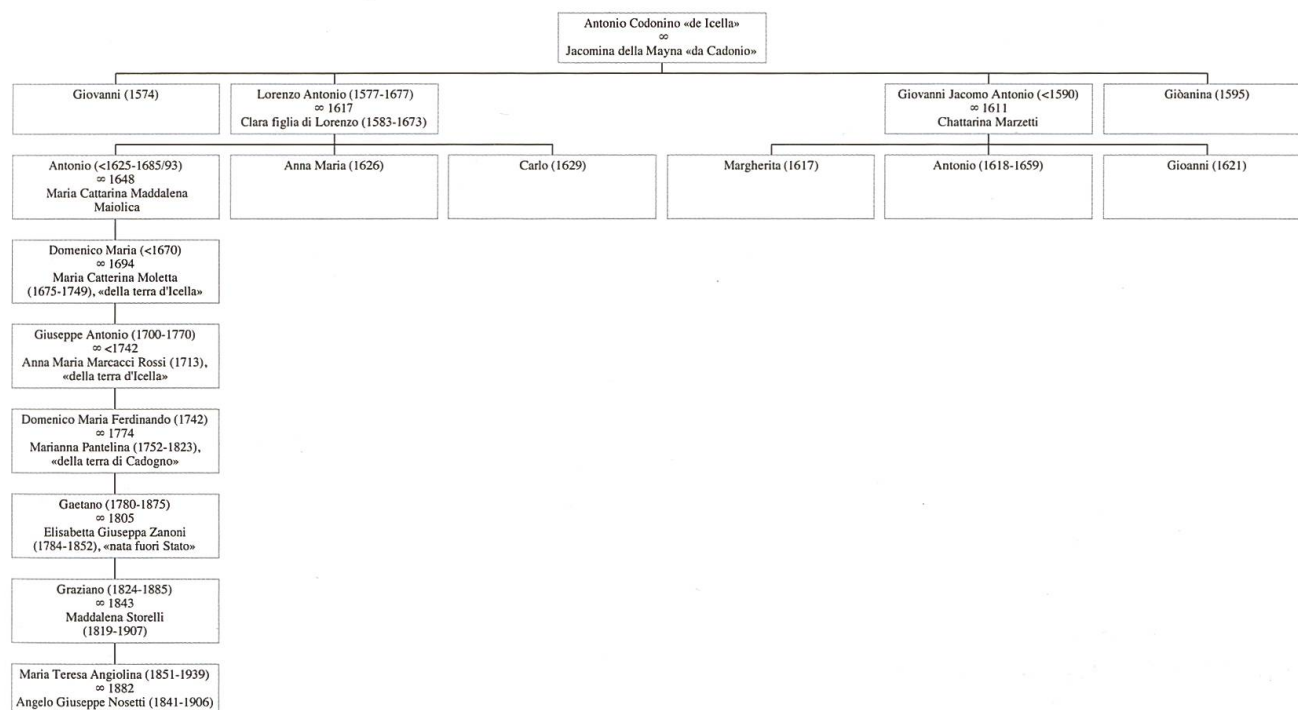 Antonio Codonino «de Icella»
∞
Jacomina della Mayna «da Cadonio»
Giovanni (1574)
Lorenzo Antonio (1577-1677)
∞ 1617
Clara figlia di Lorenzo (1583-1673)
Giovanni Jacomo Antonio (<1590)
∞ 1611
Chattarina Marzetti
Giòanina (1595)
Antonio (<1625-1685/93)
∞ 1648
Maria Cattarina Maddalena
Maiolica
Anna Maria (1626)
Carlo (1629)
Margherita (1617)
Antonio (1618-1659)
Gioanni (1621)
Domenico Maria (<1670)
∞ 1694
Maria Catterina Moletta
(1675-1749), «della terra d'Icella»
Giuseppe Antonio (1700-1770)
∞ <1742
Anna Maria Marcacci Rossi (1713),
«della terra d'Icella»
Domenico Maria Ferdinando (1742)
∞ 1774
Marianna Pantelina (1752-1823),
«della terra di Cadogno»
Gaetano (1780-1875)
∞ 1805
Elisabetta Giuseppa Zanoni
(1784-1852), «nata fuori Stato»
Graziano (1824-1885)
∞ 1843
Maddalena Storelli
(1819-1907)
Maria Teresa Angiolina (1851-1939)
∞ 1882
Angelo Giuseppe Nosetti (1841-1906)